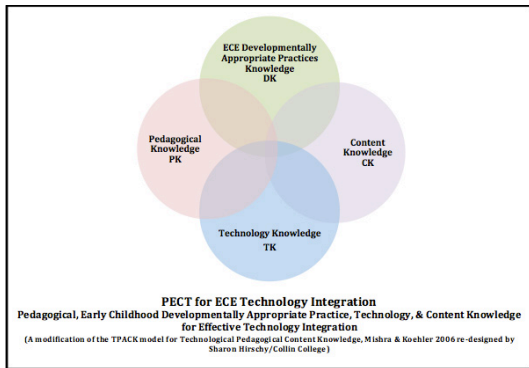 ECE Developmentally
Appropriate Practices
Knowledge
DK
Pedagogical
Knowledge
PK
Content
Knowledge
CK
Technology Knowledge
TK
PECT for ECE Technology Integration
Pedagogical, Early Childhood Developmentally Appropriate Practice, Technology, & Content Knowledge
for Effective Technology Integration
(A modification of the TPACK model for Technological Pedagogical Content Knowledge, Mishra & Koehler 2006 re-designed by
Sharon Hirschy/Collin College)